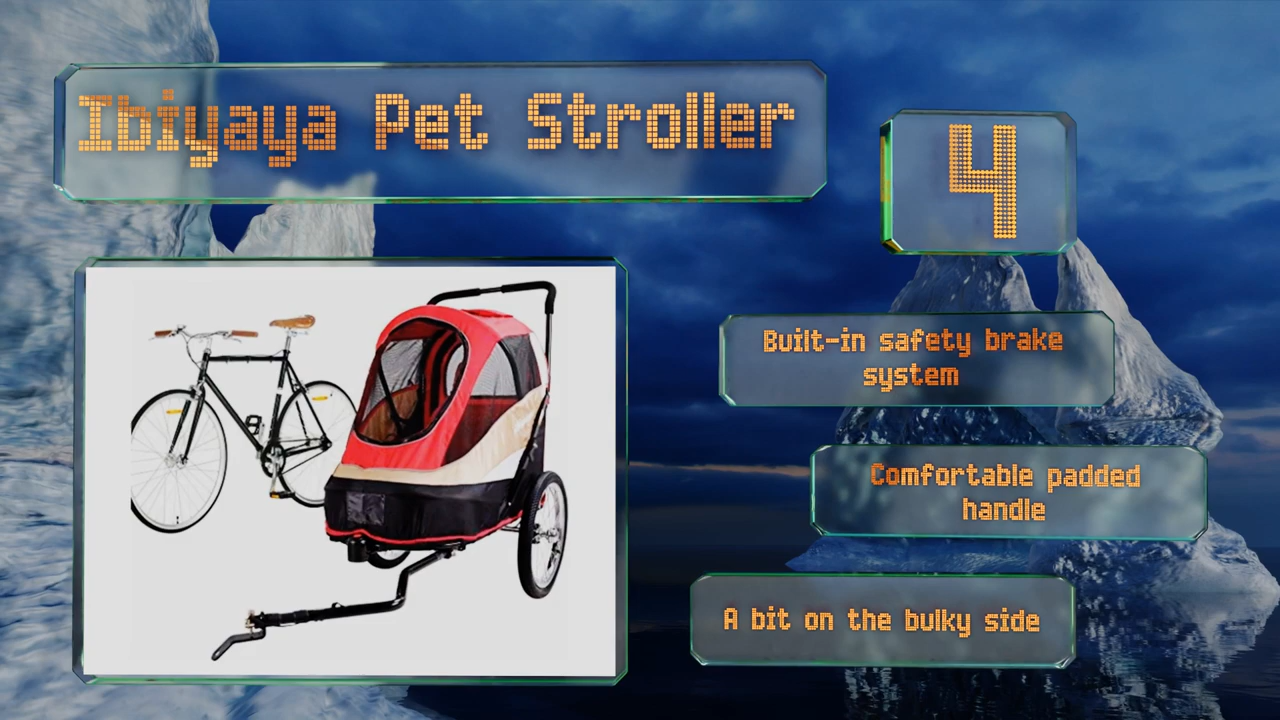 Ibiyaya Pet Stroller
4
Built-in safety brake
system
Comfortable padded
handle
A bit on the bulky side